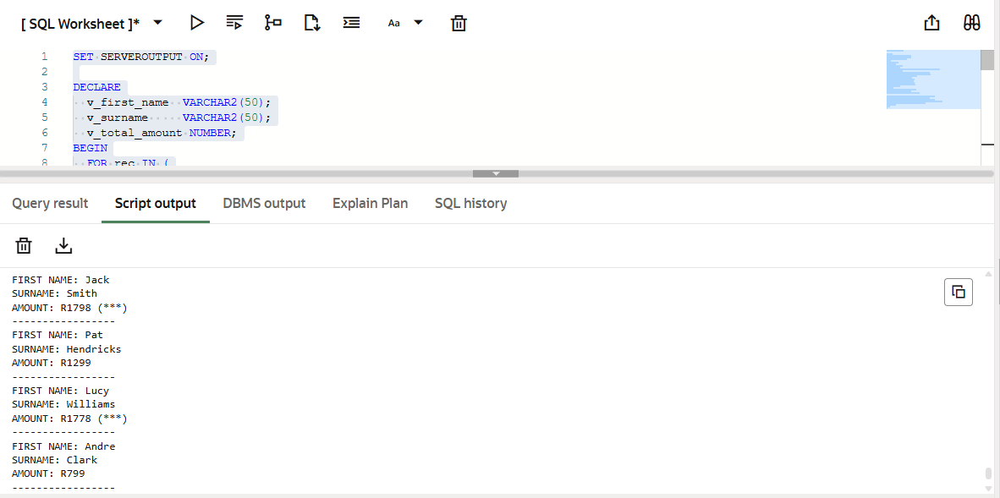 [ SQL Worksheet ]*
Aa
1 SET SERVEROUTPUT ON;
2
3 DECLARE
4   v_first_name  VARCHAR2(50);
5   v_surname     VARCHAR2(50);
6   v_total_amount NUMBER;
7 BEGIN
8   FOR rec IN (
Query result Script output DBMS output Explain Plan SQL history
FIRST NAME: Jack
SURNAME: Smith
AMOUNT: R1798 (***)
-----------------
FIRST NAME: Pat
SURNAME: Hendricks
AMOUNT: R1299
-----------------
FIRST NAME: Lucy
SURNAME: Williams
AMOUNT: R1778 (***)
-----------------
FIRST NAME: Andre
SURNAME: Clark
AMOUNT: R799
-----------------